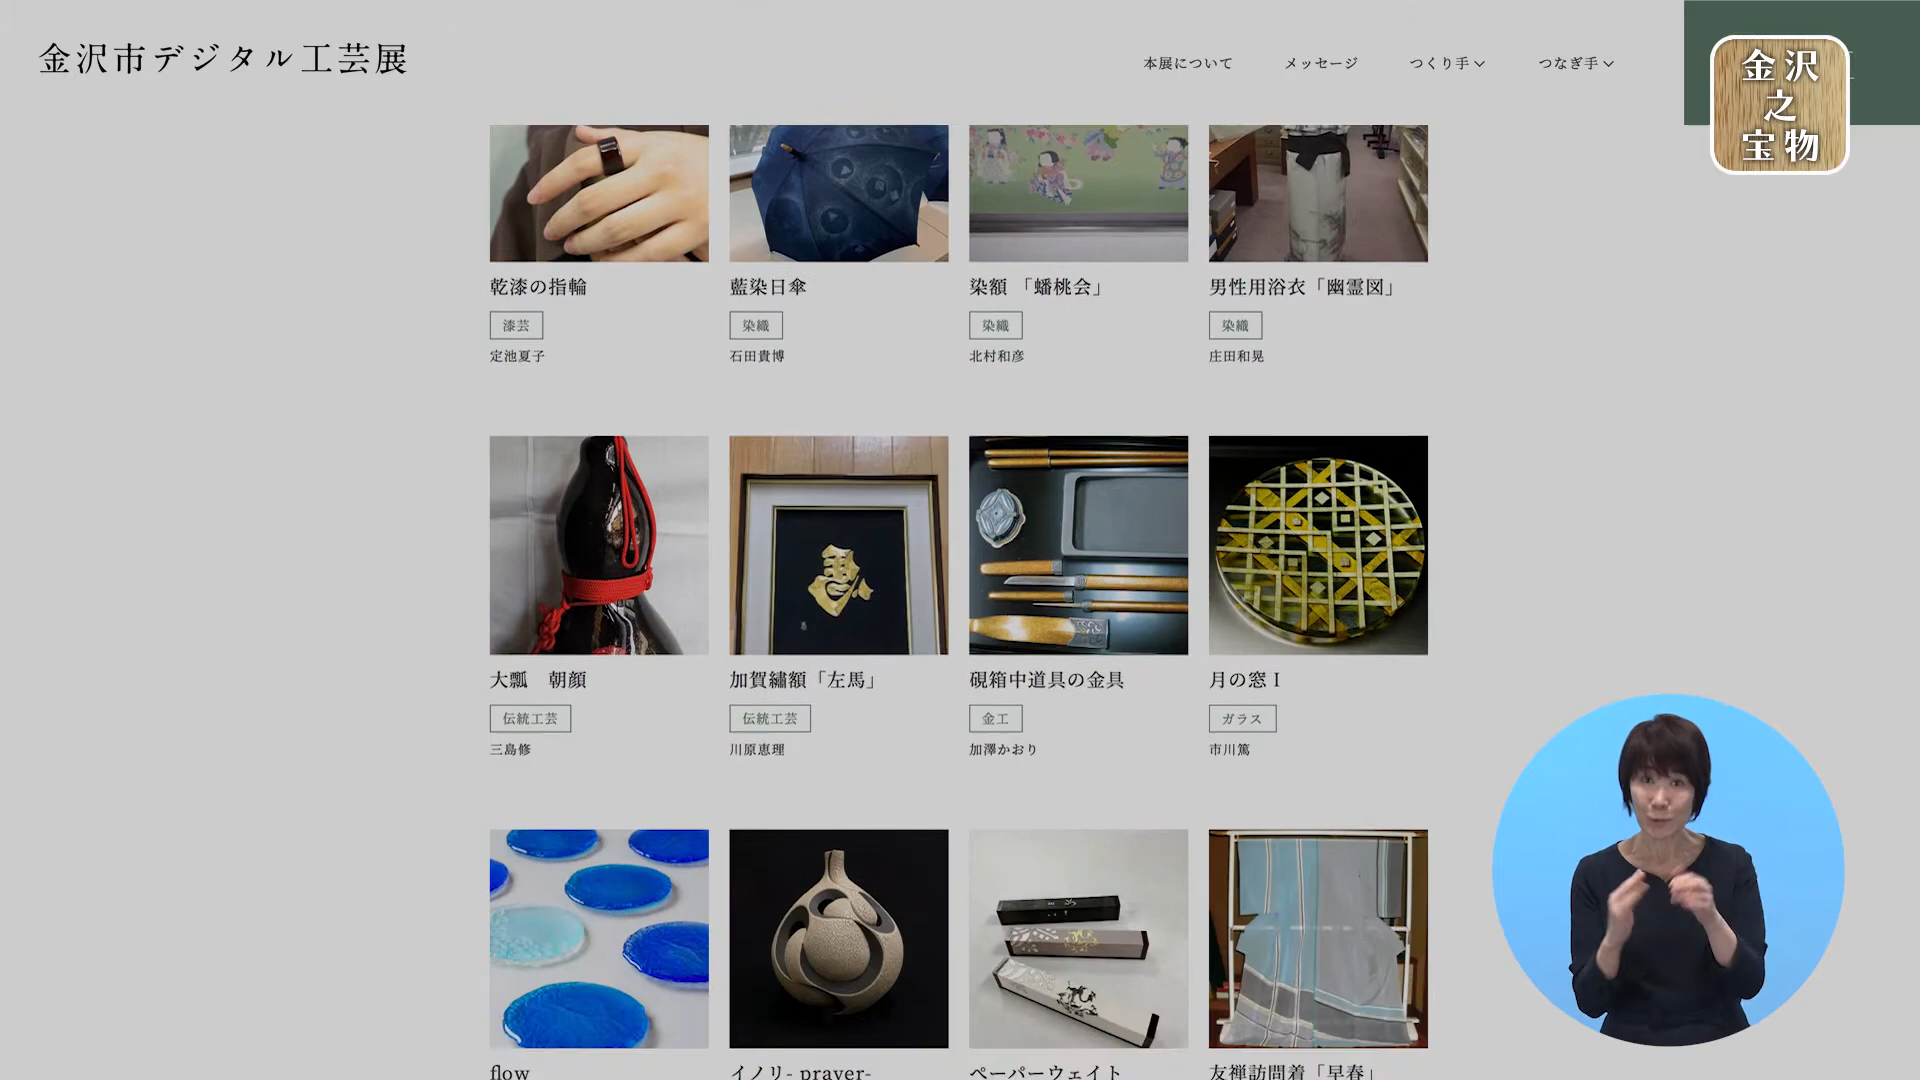 金沢市デジタル工芸展
本展について
メッセージ
つくり手
つなぎ手
金沢
之
宝物
乾漆の指輪
漆芸
定池夏子
藍染日傘
染織
石田貴博
染額 「蟠桃会」
染織
北村和彦
男性用浴衣「幽霊図」
染織
庄田和晃
大瓢　朝顔
伝統工芸
三島修
加賀繡額「左馬」
伝統工芸
川原恵理
硯箱中道具の金具
金工
加澤かおり
月の窓 I
ガラス
市川篤
flow
イノリ- prayer-
ペーパーウェイト
友禅訪問着「早春」